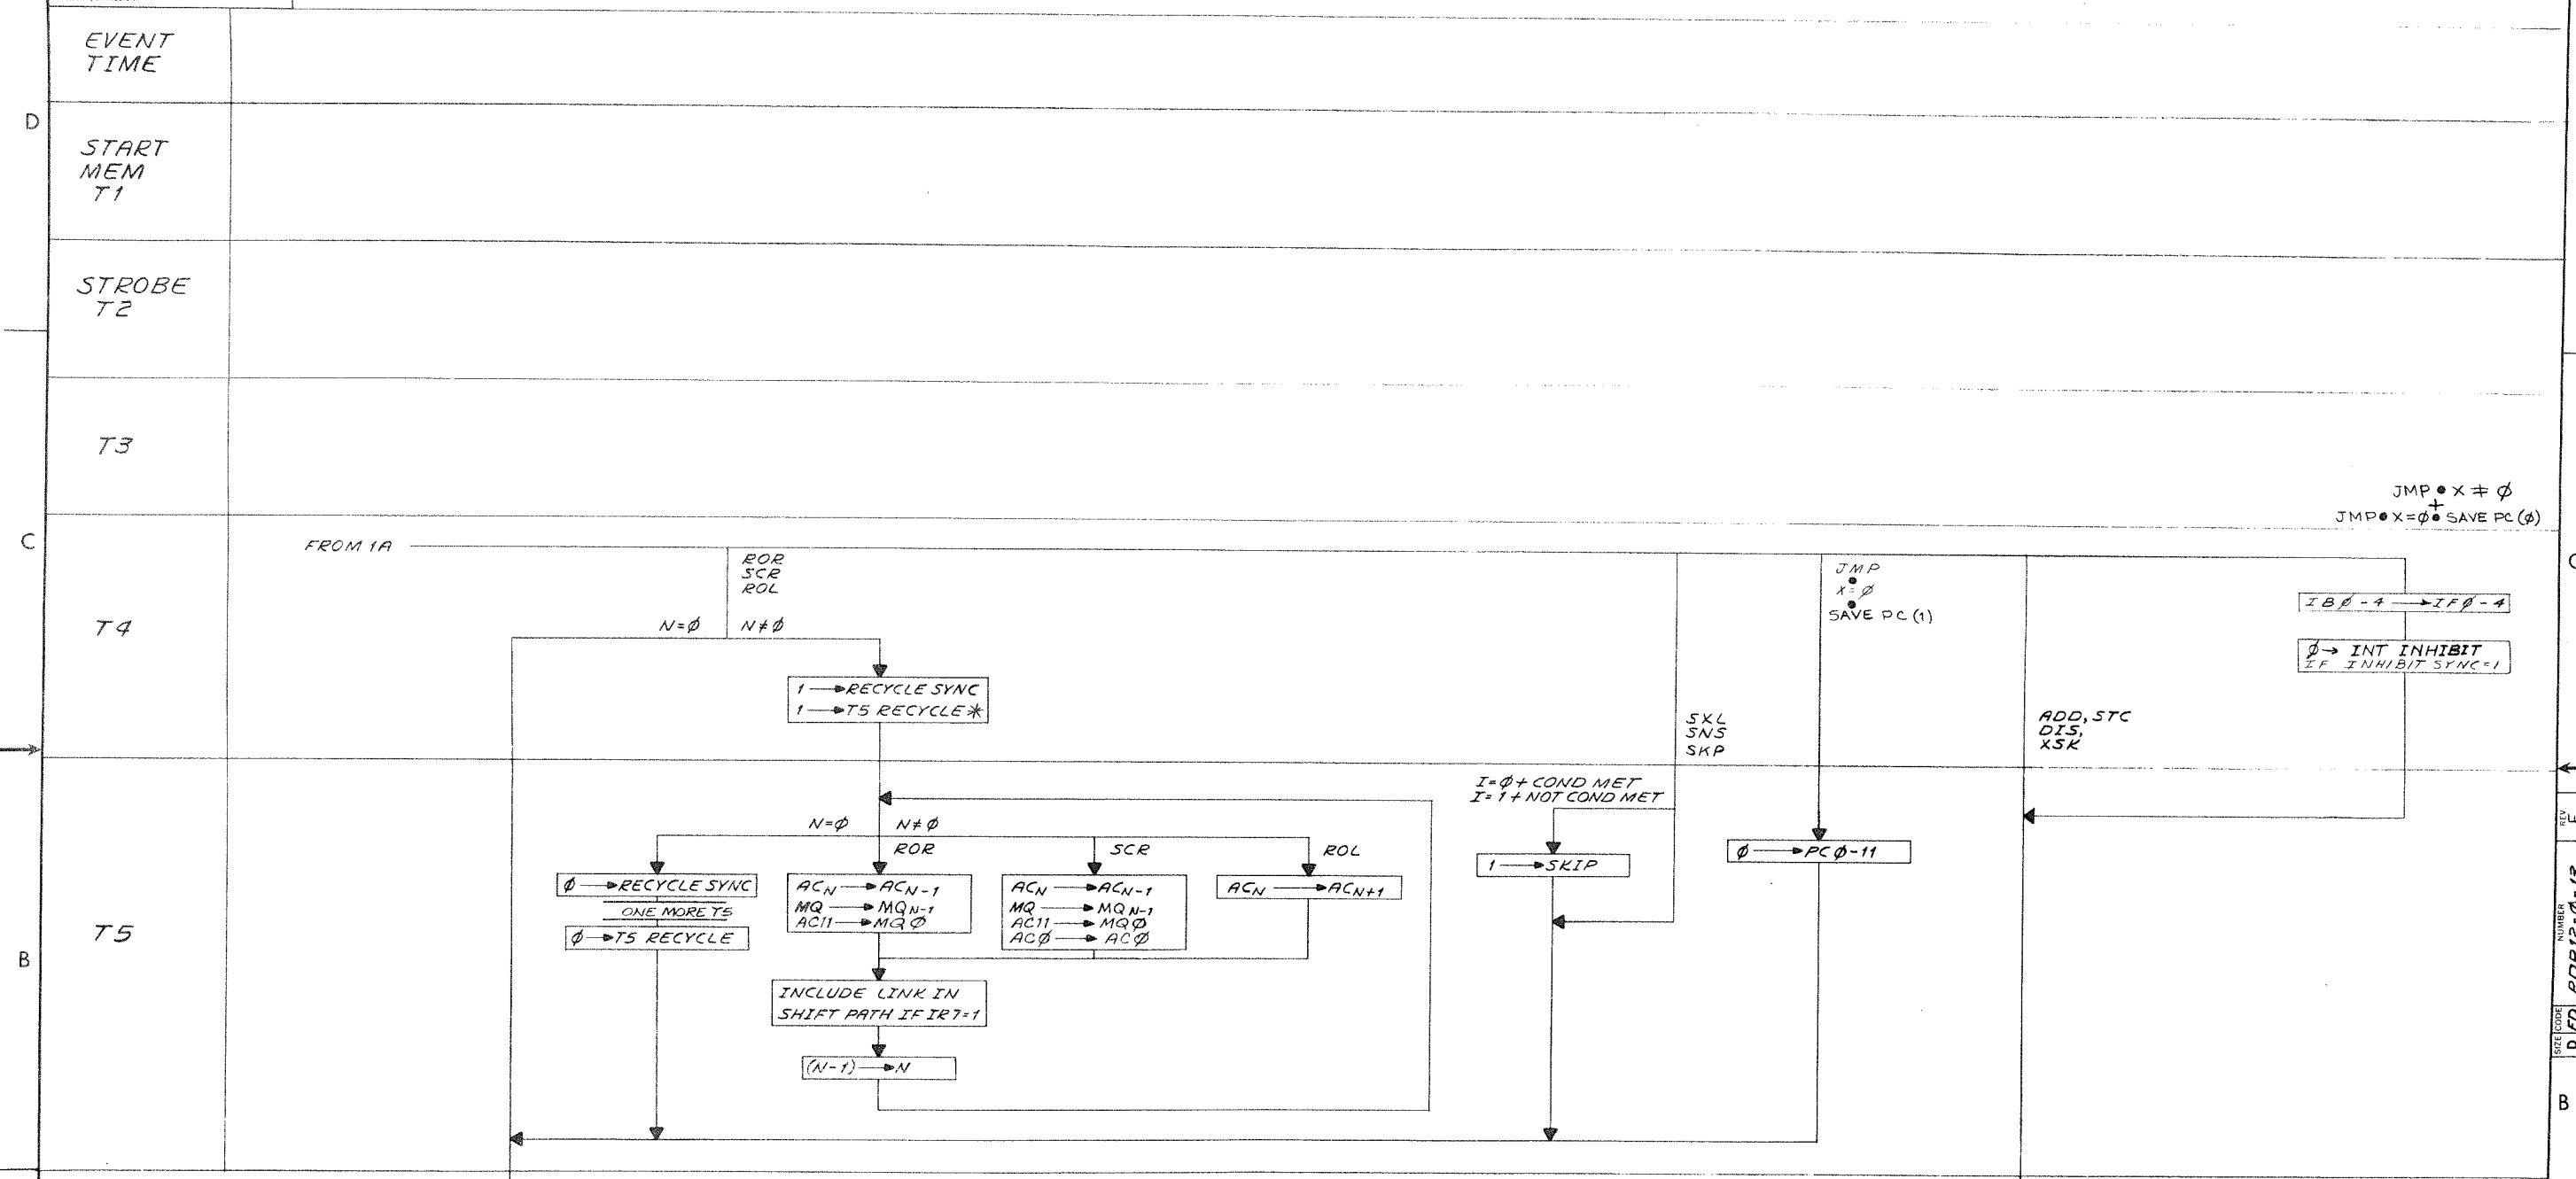 EVENT
TIME
D
START
MEM
T1
STROBE
T2
T3
JMP • X ≠ Ø
+
JMP • X=Ø • SAVE PC (Ø)
C
C
FROM 1A
ROR
SCR
ROL
JMP
•
X=Ø
•
SAVE PC (1)
IBØ-4 → IFØ-4
T4
N=Ø N≠Ø
Ø → INT INHIBIT
IF INHIBIT SYNC=1
1 → RECYCLE SYNC
1 → T5 RECYCLE *
SXL
SNS
SKP
ADD, STC
DIS,
XSK
I=Ø + COND MET
I=1 + NOT COND MET
N=Ø N≠Ø
ROR
SCR
ROL
1 → SKIP
Ø → PC Ø-11
Ø → RECYCLE SYNC
ONE MORE T5
Ø → T5 RECYCLE
ACN → ACN-1
MQ → MQN-1
AC11 → MQØ
ACN → ACN-1
MQ → MQN-1
AC11 → MQØ
ACØ → ACØ
ACN → ACN+1
T5
B
INCLUDE LINK IN
SHIFT PATH IF IR7=1
(N-1) → N
B
REV
NUMBER
SIZE CODE
D FD